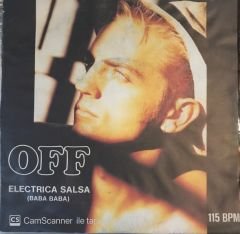 OFF
ELECTRICA SALSA
(BABA BABA)
CS CamScanner ile tar
115 BPM